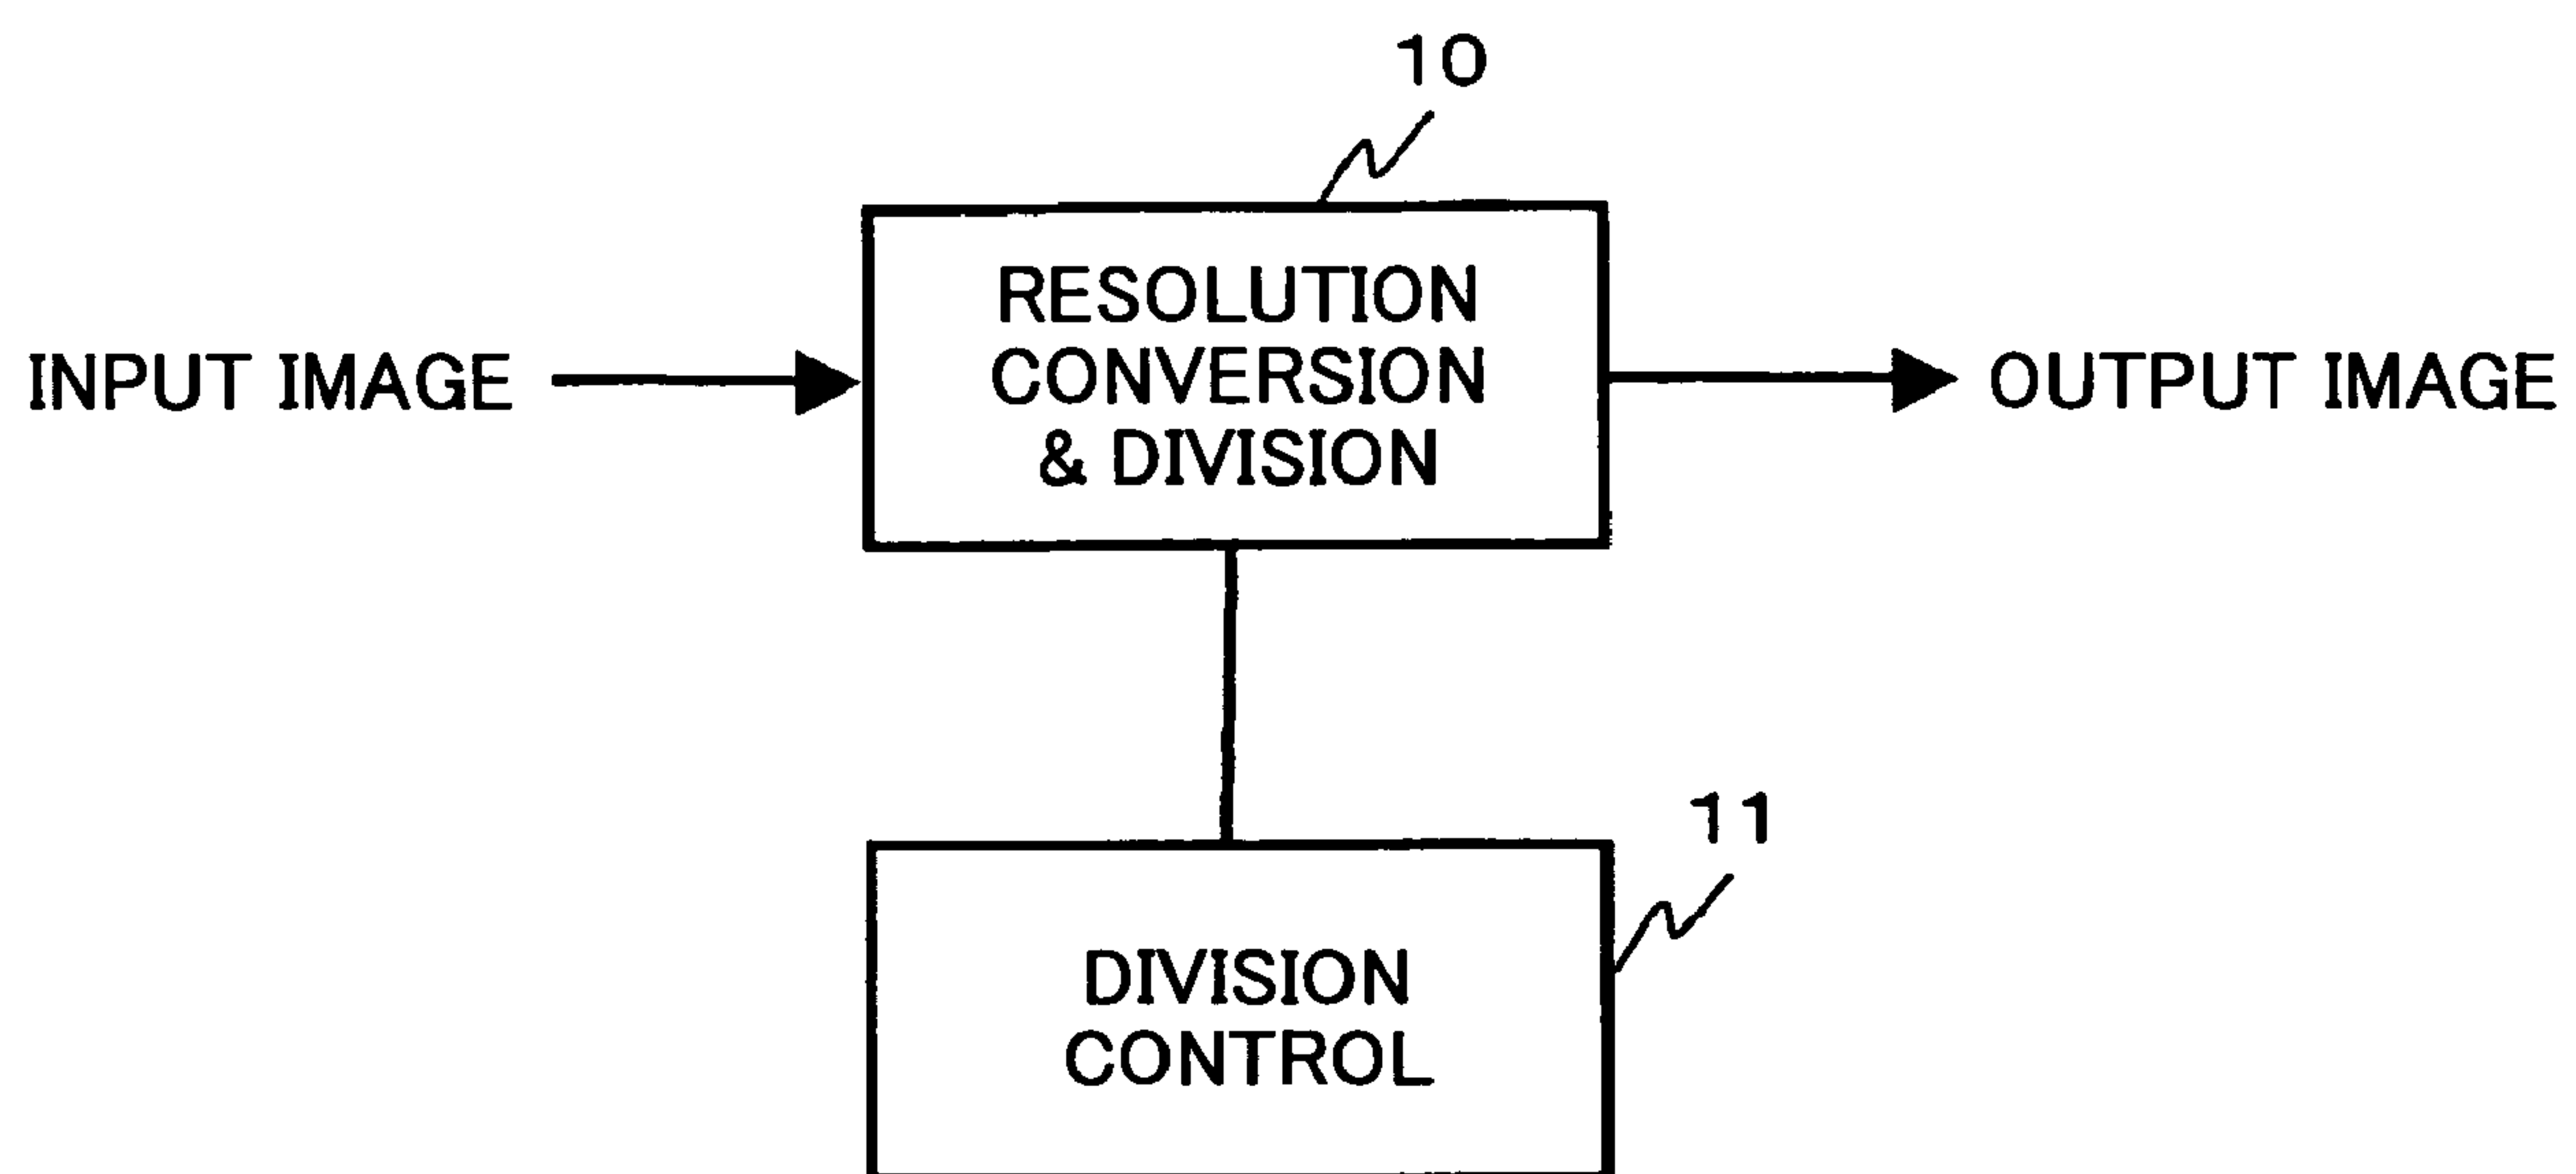 10
RESOLUTION
CONVERSION
& DIVISION
INPUT IMAGE
OUTPUT IMAGE
11
DIVISION
CONTROL